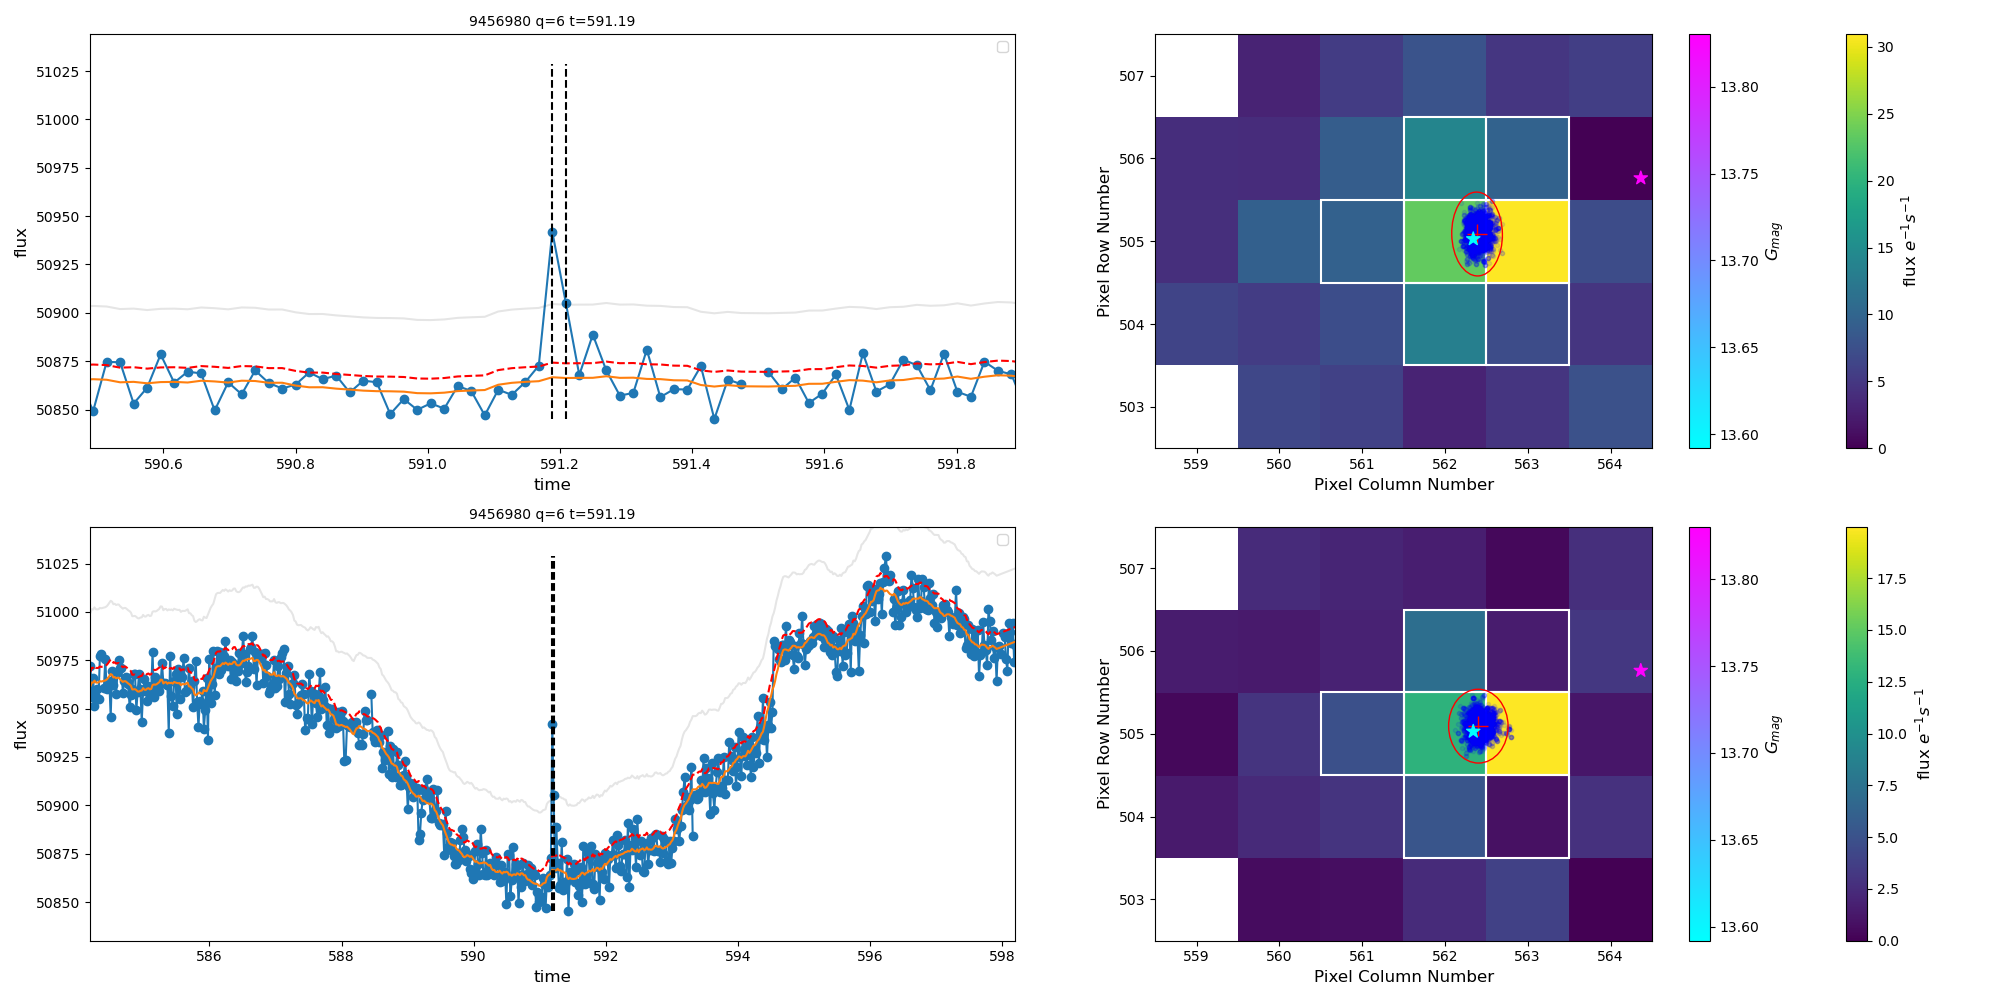 9456980 q=6 t=591.19
51025
51000
50975
50950
50925
50900
50875
50850
flux
590.6 590.8 591.0 591.2 591.4 591.6 591.8
time
507
506
505
504
503
Pixel Row Number
559 560 561 562 563 564
Pixel Column Number
13.80
13.75
13.70
13.65
13.60
G_mag
30
25
20
15
10
5
0
flux e⁻¹s⁻¹
9456980 q=6 t=591.19
51025
51000
50975
50950
50925
50900
50875
50850
flux
586 588 590 592 594 596 598
time
507
506
505
504
503
Pixel Row Number
559 560 561 562 563 564
Pixel Column Number
13.80
13.75
13.70
13.65
13.60
G_mag
17.5
15.0
12.5
10.0
7.5
5.0
2.5
0.0
flux e⁻¹s⁻¹